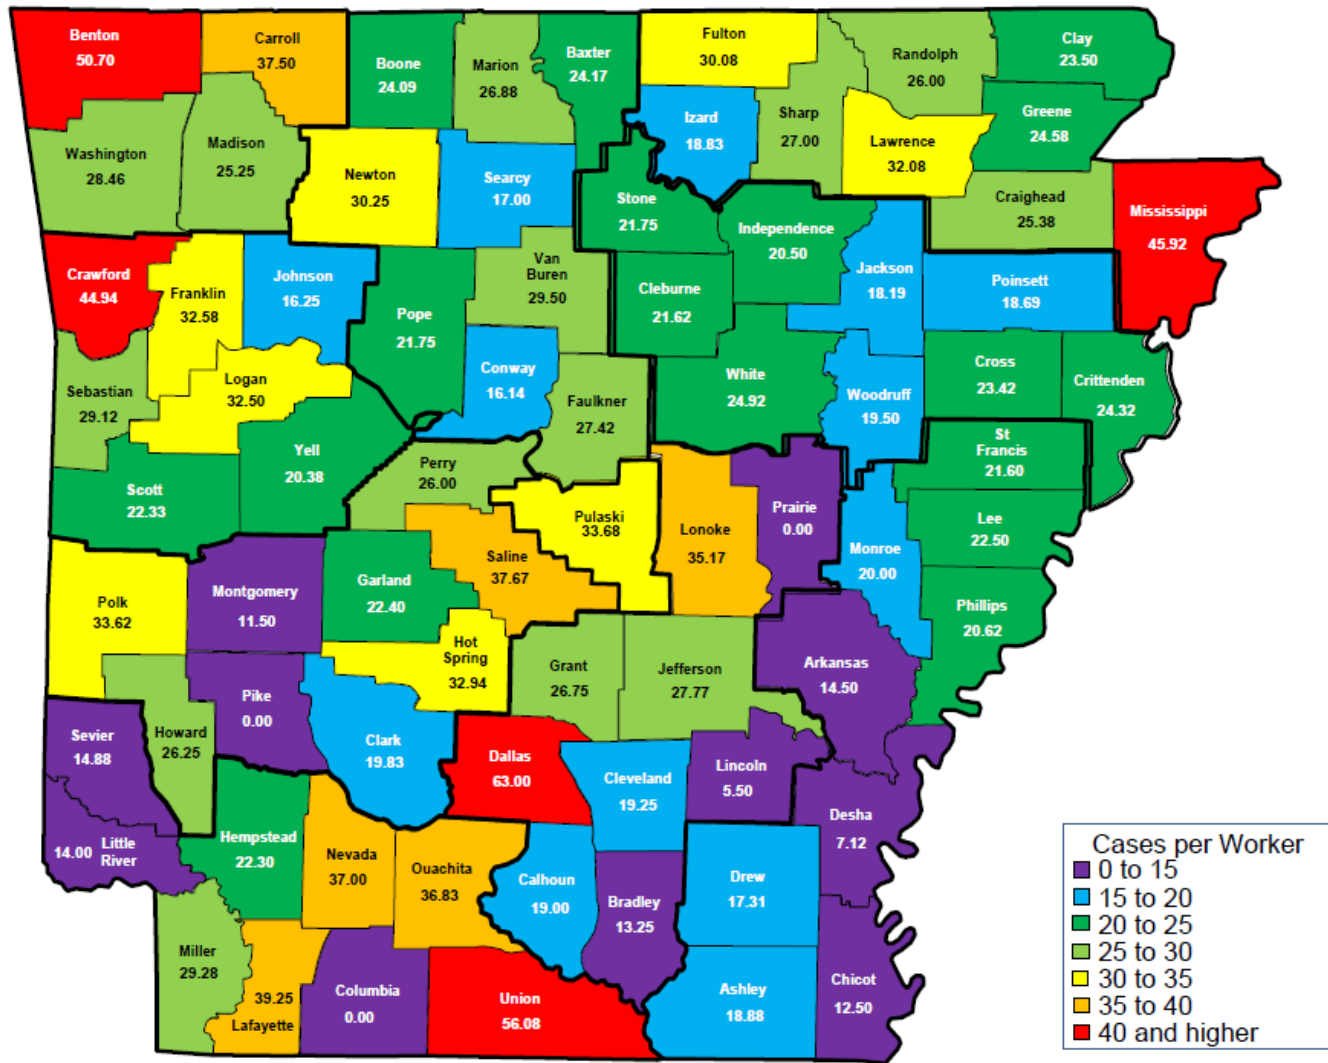 Benton
50.70
Carroll
37.50
Boone
24.09
Marion
26.88
Baxter
24.17
Fulton
30.08
Randolph
26.00
Clay
23.50
Izard
18.83
Sharp
27.00
Lawrence
32.08
Greene
24.58
Washington
28.46
Madison
25.25
Newton
30.25
Searcy
17.00
Stone
21.75
Independence
20.50
Craighead
25.38
Mississippi
45.92
Crawford
44.94
Franklin
32.58
Johnson
16.25
Pope
21.75
Van
Buren
29.50
Cleburne
21.62
Jackson
18.19
Poinsett
18.69
Sebastian
29.12
Logan
32.50
Conway
16.14
Faulkner
27.42
White
24.92
Woodruff
19.50
Cross
23.42
Crittenden
24.32
Scott
22.33
Yell
20.38
Perry
26.00
St
Francis
21.60
Polk
33.62
Montgomery
11.50
Garland
22.40
Saline
37.67
Pulaski
33.68
Lonoke
35.17
Prairie
0.00
Monroe
20.00
Lee
22.50
Phillips
20.62
Hot
Spring
32.94
Grant
26.75
Jefferson
27.77
Arkansas
14.50
Sevier
14.88
Howard
26.25
Pike
0.00
Clark
19.83
Dallas
63.00
Cleveland
19.25
Lincoln
5.50
Desha
7.12
14.00 Little
River
Hempstead
22.30
Nevada
37.00
Ouachita
36.83
Calhoun
19.00
Bradley
13.25
Drew
17.31
Miller
29.28
39.25
Lafayette
Columbia
0.00
Union
56.08
Ashley
18.88
Chicot
12.50
Cases per Worker
0 to 15
15 to 20
20 to 25
25 to 30
30 to 35
35 to 40
40 and higher